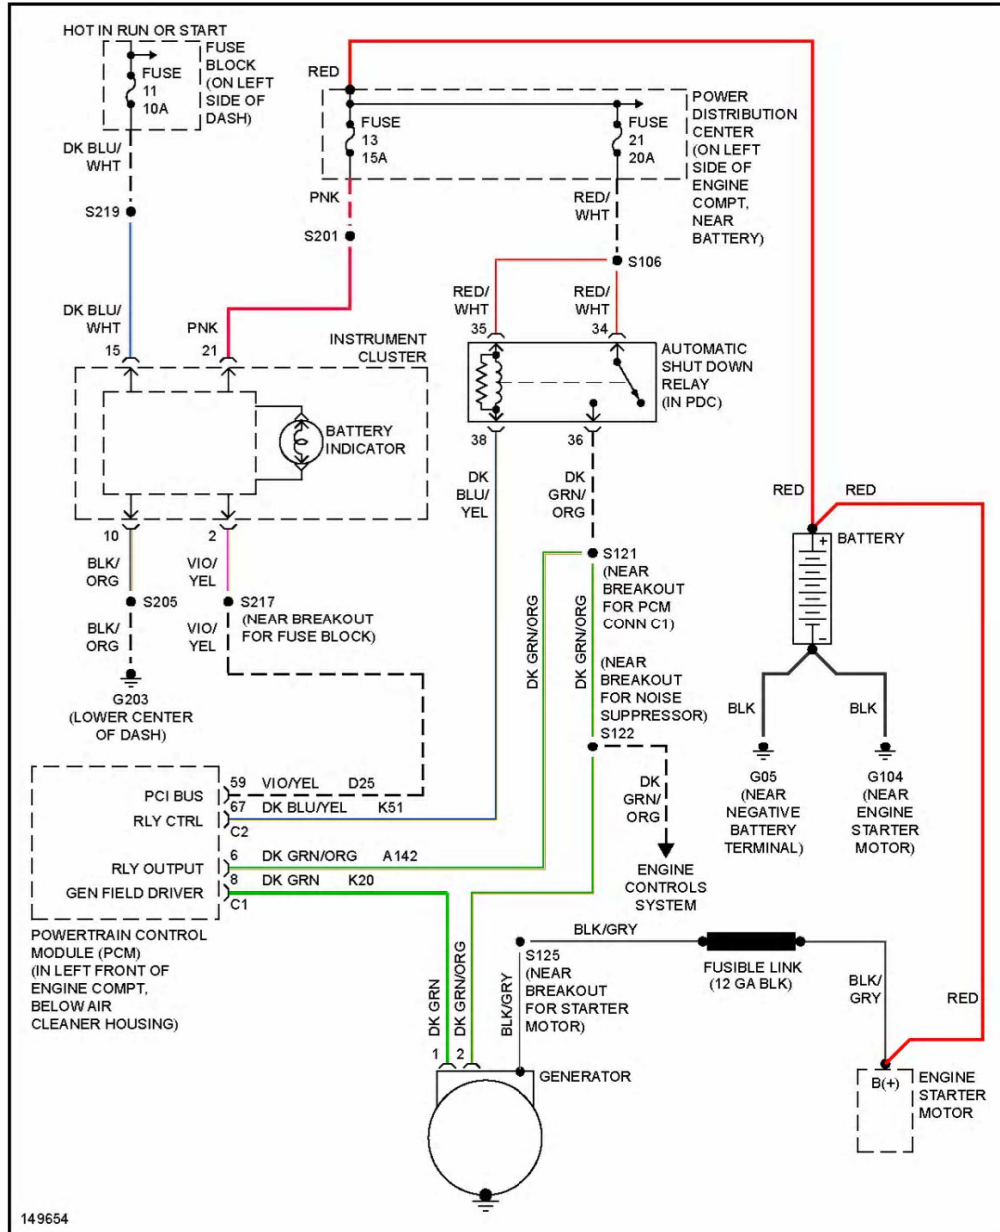 HOT IN RUN OR START
FUSE
BLOCK
(ON LEFT
SIDE OF
DASH)
FUSE
11
10A
DK BLU/
WHT
S219
DK BLU/
WHT
15
RED
FUSE
13
15A
FUSE
21
20A
POWER
DISTRIBUTION
CENTER
(ON LEFT
SIDE OF
ENGINE
COMPT,
NEAR
BATTERY)
PNK
S201
PNK
21
RED/
WHT
S106
RED/
WHT
35
RED/
WHT
34
INSTRUMENT
CLUSTER
AUTOMATIC
SHUT DOWN
RELAY
(IN PDC)
BATTERY
INDICATOR
38
36
DK
BLU/
YEL
DK
GRN/
ORG
10
2
BLK/
ORG
VIO/
YEL
S205
S217
(NEAR BREAKOUT
FOR FUSE BLOCK)
BLK/
ORG
VIO/
YEL
G203
(LOWER CENTER
OF DASH)
RED
RED
BATTERY
+
−
S121
(NEAR
BREAKOUT
FOR PCM
CONN C1)
DK GRN/ORG
DK GRN/ORG
(NEAR
BREAKOUT
FOR NOISE
SUPPRESSOR)
S122
DK
GRN/
ORG
ENGINE
CONTROLS
SYSTEM
BLK
BLK
G05
(NEAR
NEGATIVE
BATTERY
TERMINAL)
G104
(NEAR
ENGINE
STARTER
MOTOR)
PCI BUS
59 VIO/YEL D25
RLY CTRL
67 DK BLU/YEL K51
C2
RLY OUTPUT
6 DK GRN/ORG A142
GEN FIELD DRIVER
8 DK GRN K20
C1
POWERTRAIN CONTROL
MODULE (PCM)
(IN LEFT FRONT OF
ENGINE COMPT,
BELOW AIR
CLEANER HOUSING)
DK GRN
DK GRN/ORG
1 2
BLK/GRY
BLK/GRY
S125
(NEAR
BREAKOUT
FOR STARTER
MOTOR)
FUSIBLE LINK
(12 GA BLK)
BLK/
GRY
RED
GENERATOR
B(+)
ENGINE
STARTER
MOTOR
149654